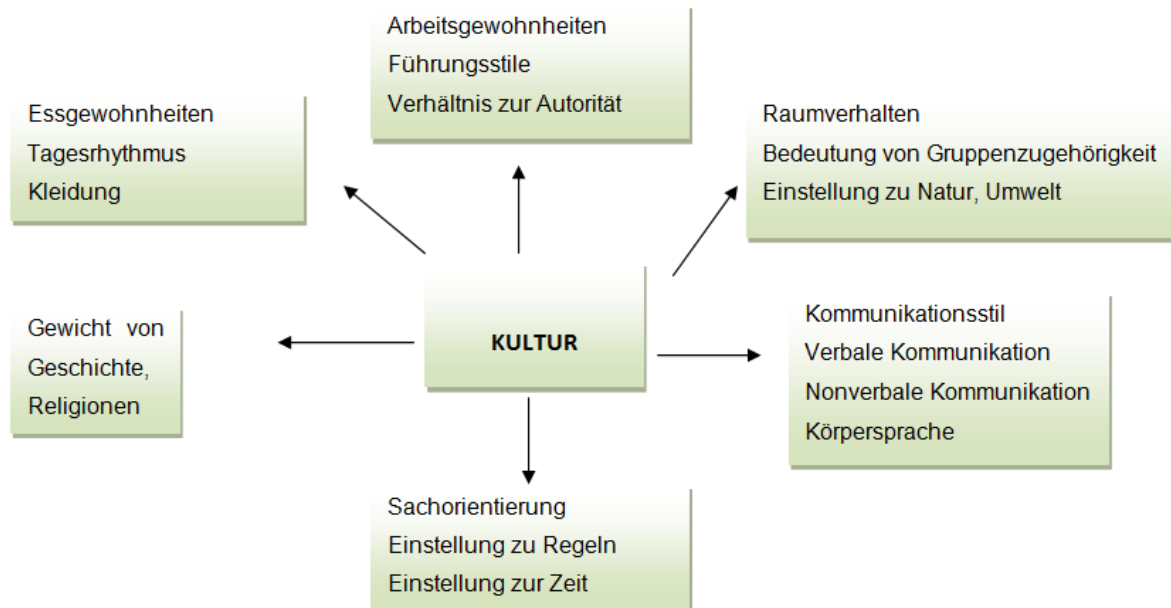 Arbeitsgewohnheiten
Führungsstile
Verhältnis zur Autorität
Essgewohnheiten
Tagesrhythmus
Kleidung
Raumverhalten
Bedeutung von Gruppenzugehörigkeit
Einstellung zu Natur, Umwelt
Gewicht von
Geschichte,
Religionen
KULTUR
Kommunikationsstil
Verbale Kommunikation
Nonverbale Kommunikation
Körpersprache
Sachorientierung
Einstellung zu Regeln
Einstellung zur Zeit